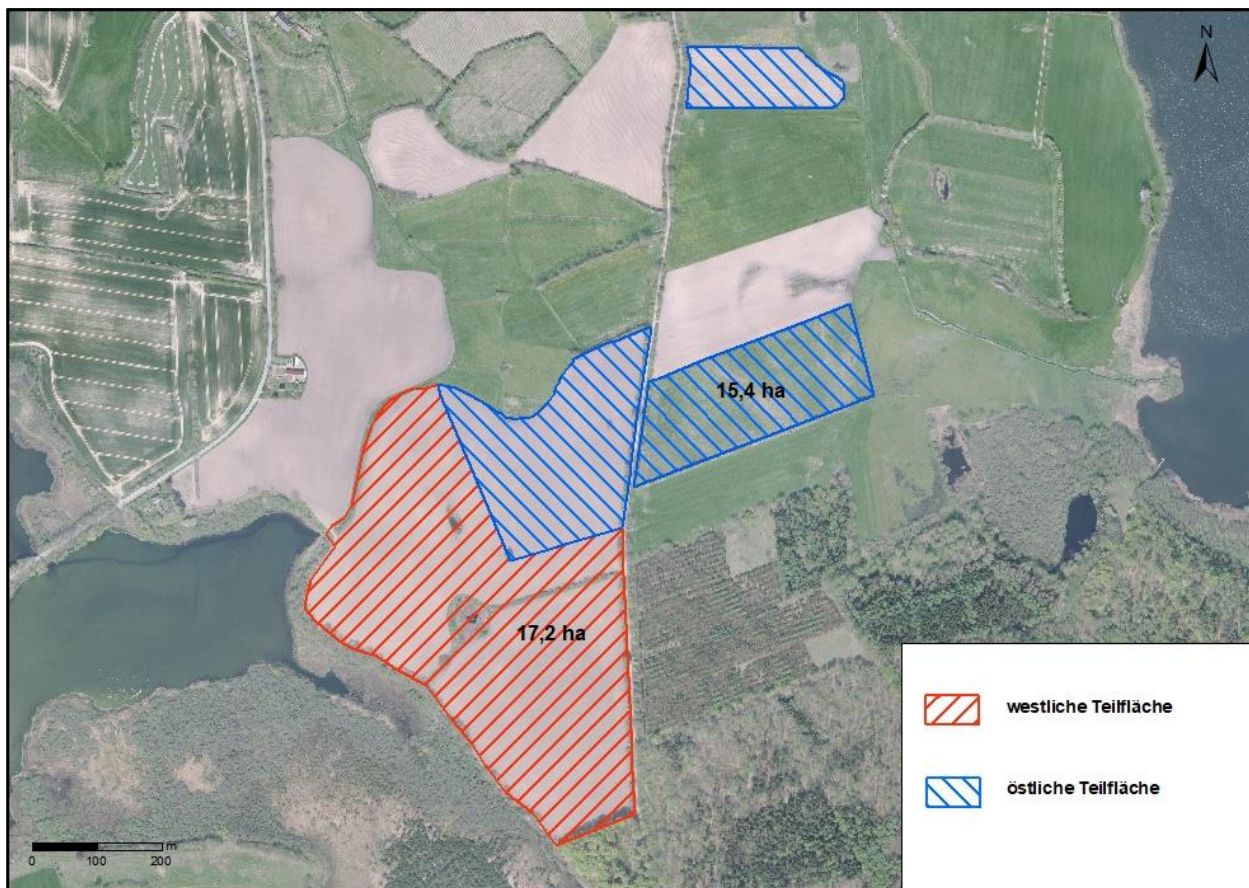 N
15,4 ha
17,2 ha
westliche Teilfläche
östliche Teilfläche
m
0 100 200